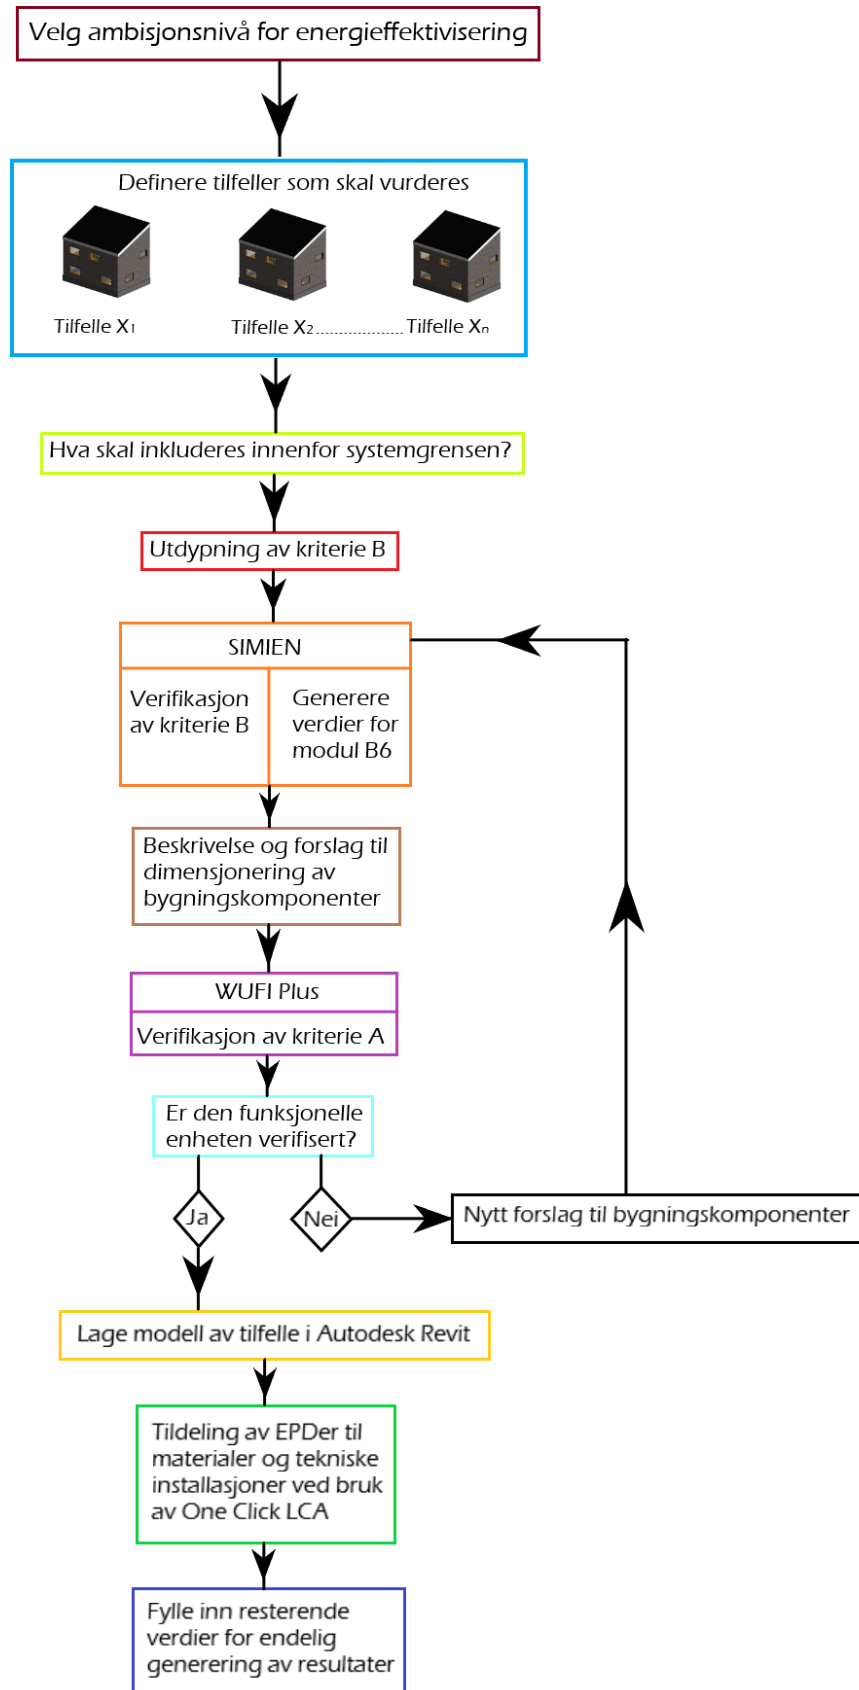 Velg ambisjonsnivå for energieffektivisering
Definere tilfeller som skal vurderes
Tilfelle X1
Tilfelle X2................Tilfelle Xn
Hva skal inkluderes innenfor systemgrensen?
Utdypning av kriterie B
SIMIEN
Verifikasjon
av kriterie B
Generere
verdier for
modul B6
Beskrivelse og forslag til
dimensjonering av
bygningskomponenter
WUFI Plus
Verifikasjon av kriterie A
Er den funksjonelle
enheten verifisert?
Ja
Nei
Nytt forslag til bygningskomponenter
Lage modell av tilfelle i Autodesk Revit
Tildeling av EPDer til
materialer og tekniske
installasjoner ved bruk
av One Click LCA
Fylle inn resterende
verdier for endelig
generering av resultater